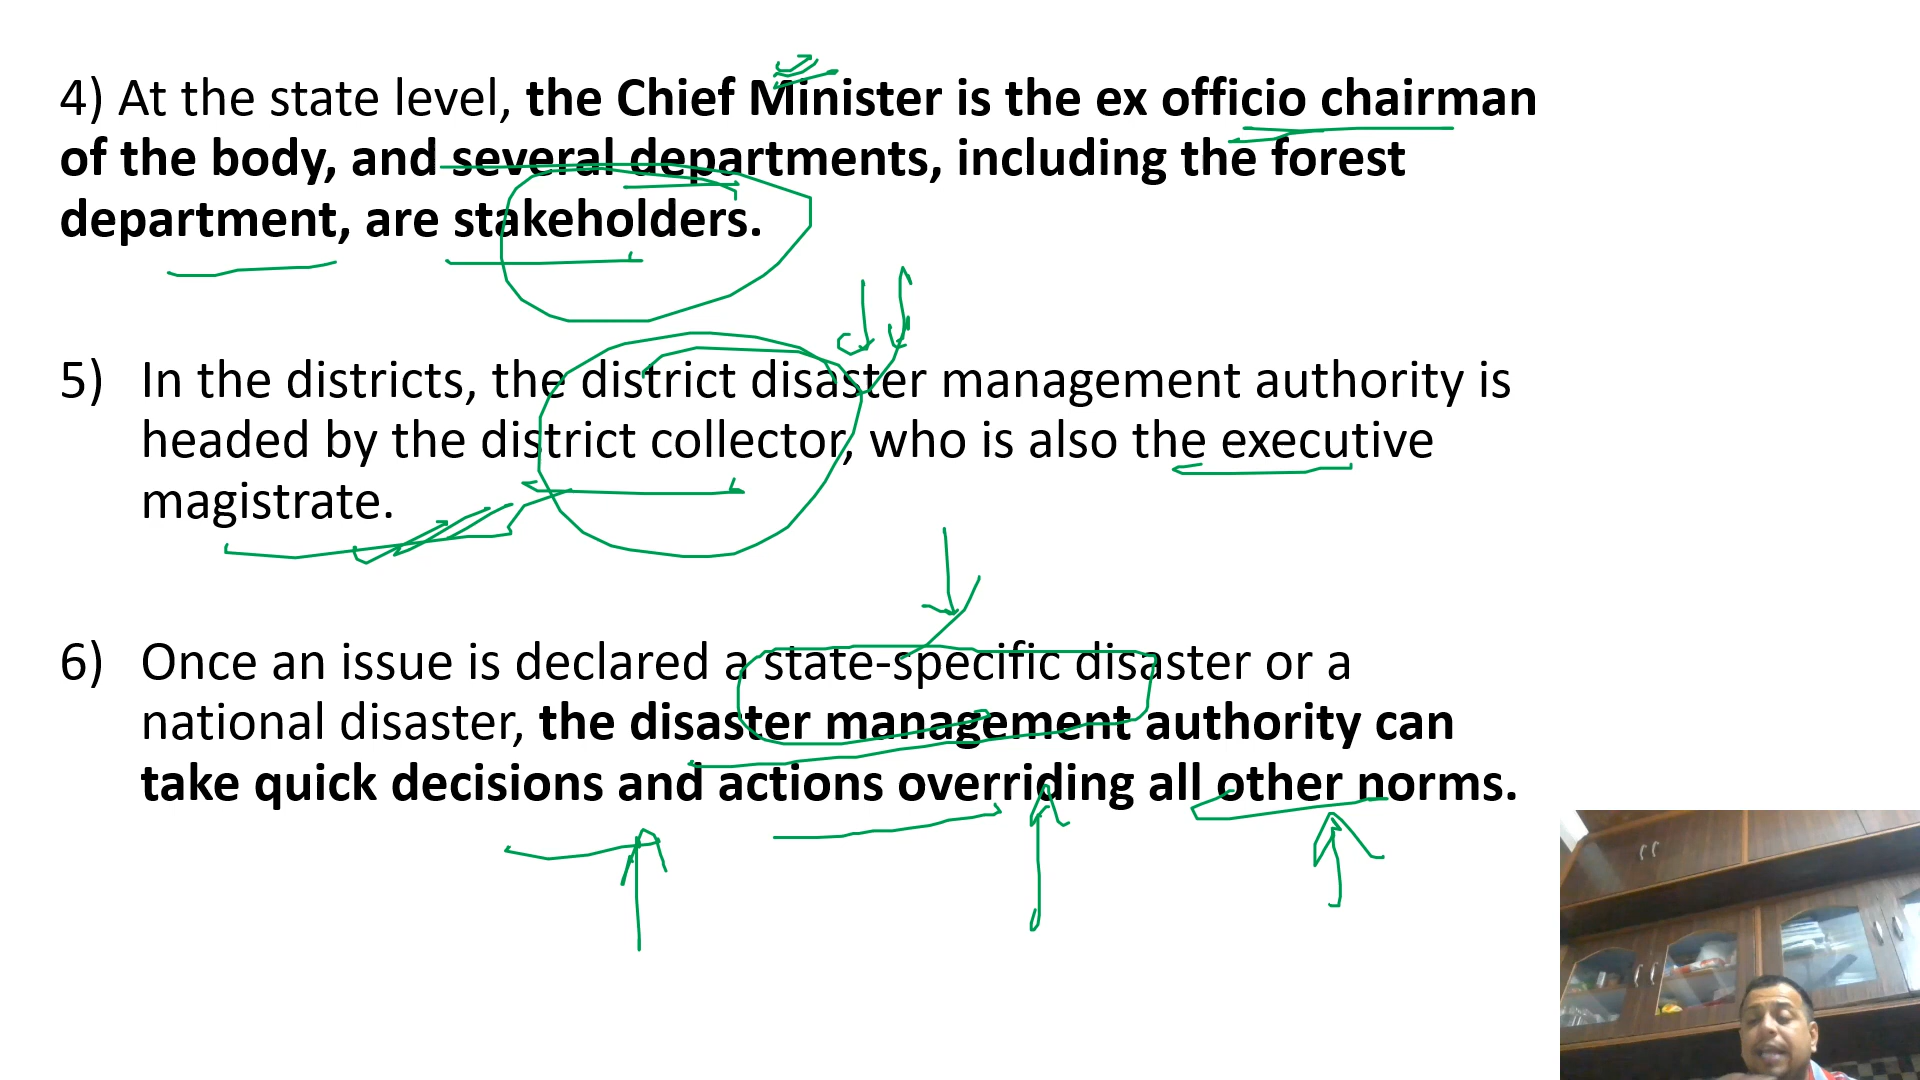 4) At the state level, the Chief Minister is the ex officio chairman
of the body, and several departments, including the forest
department, are stakeholders.
5) In the districts, the district disaster management authority is
headed by the district collector, who is also the executive
magistrate.
6) Once an issue is declared a state-specific disaster or a
national disaster, the disaster management authority can
take quick decisions and actions overriding all other norms.